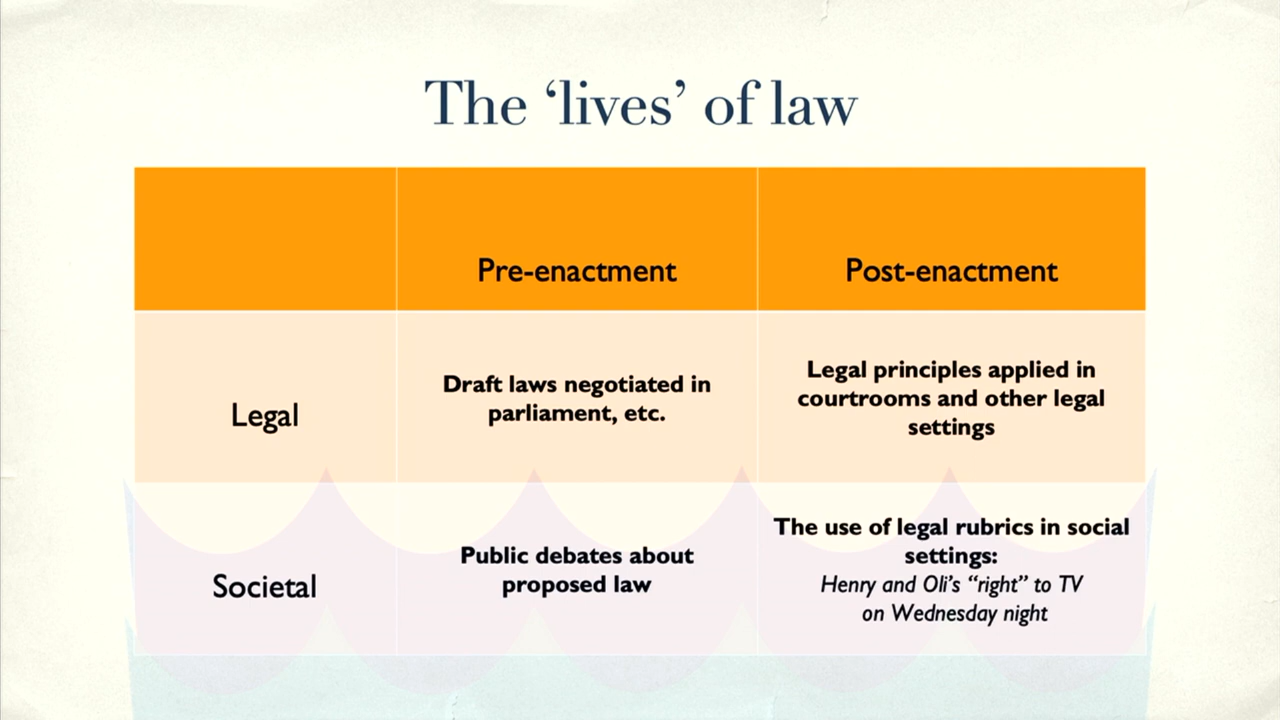 The ‘lives’ of law
Pre-enactment
Post-enactment
Legal
Draft laws negotiated in
parliament, etc.
Legal principles applied in
courtrooms and other legal
settings
Societal
Public debates about
proposed law
The use of legal rubrics in social
settings:
Henry and Oli’s “right” to TV
on Wednesday night